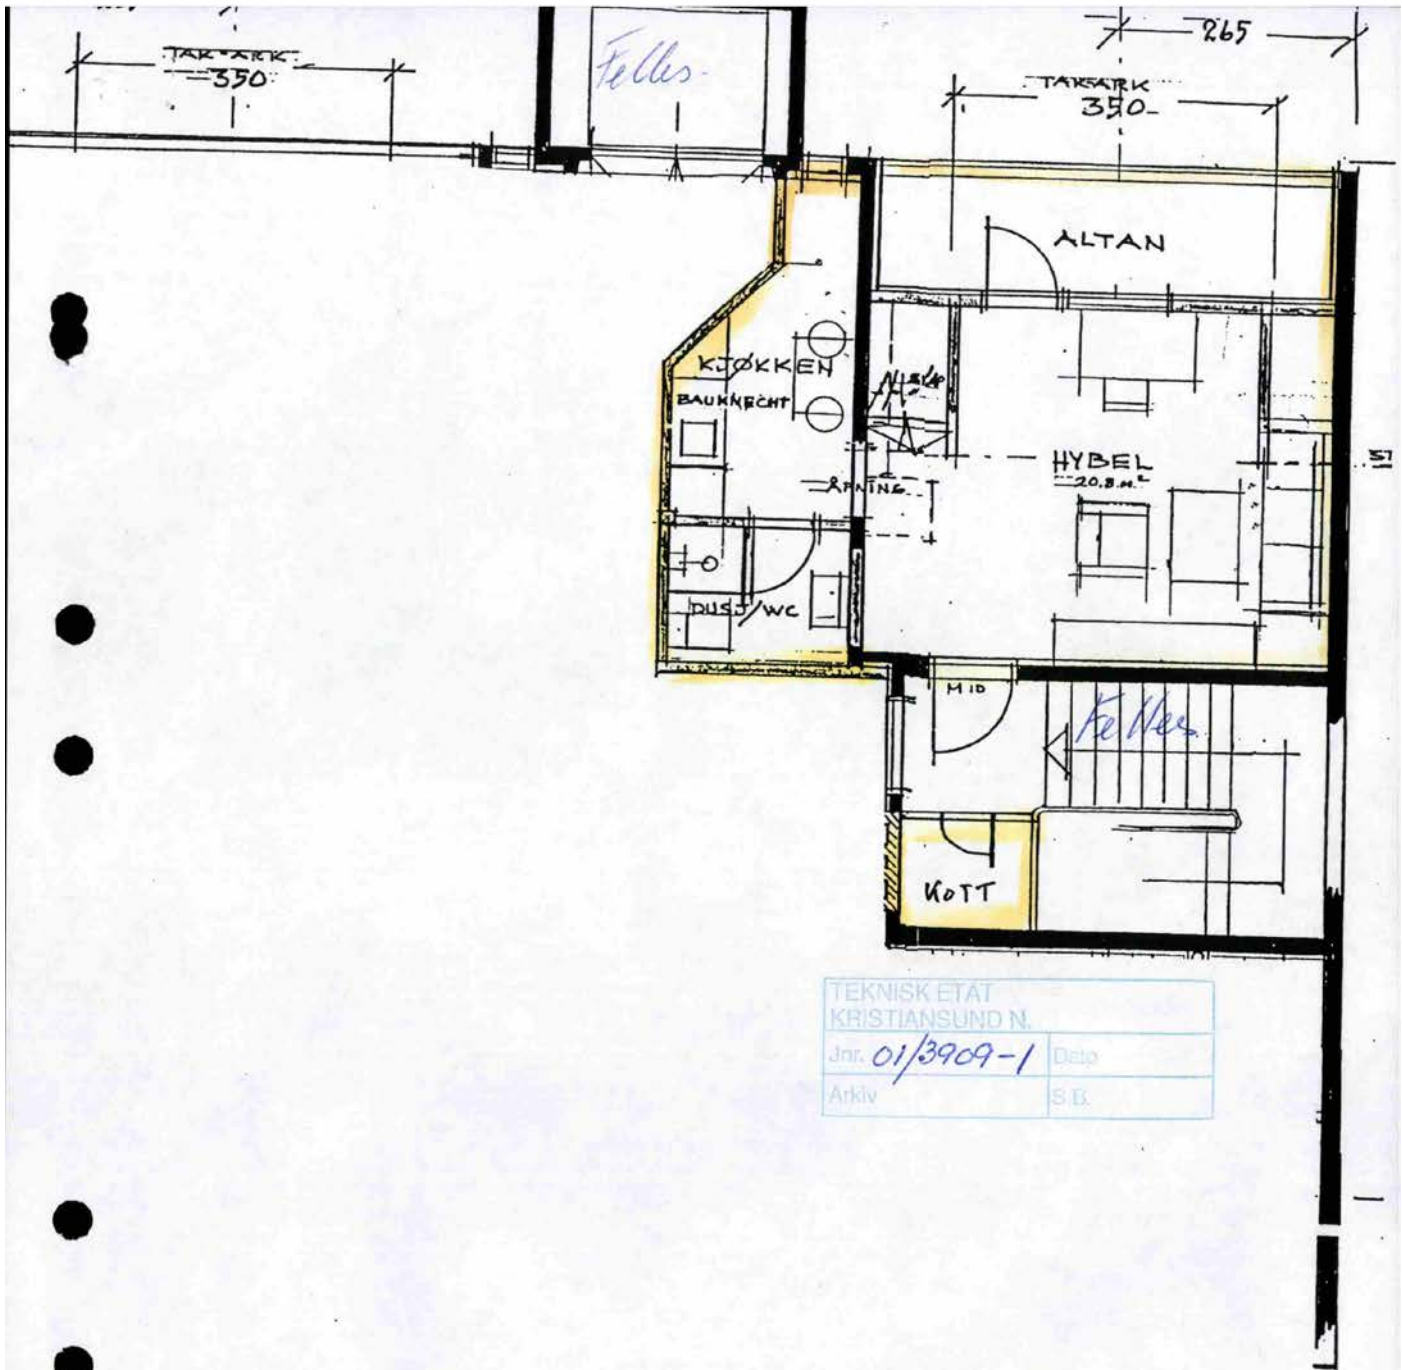 TAK-ARK
350
Felles
265
TAKARK
350
ALTAN
KJØKKEN
BAUKNECHT
HYBEL
20.8 M²
ÅPNING
DUSJ/WC
M10
Felles
KOTT
TEKNISK ETAT
KRISTIANSUND N.
Jnr. 01/3909-1 Dato
Arkiv S.B.